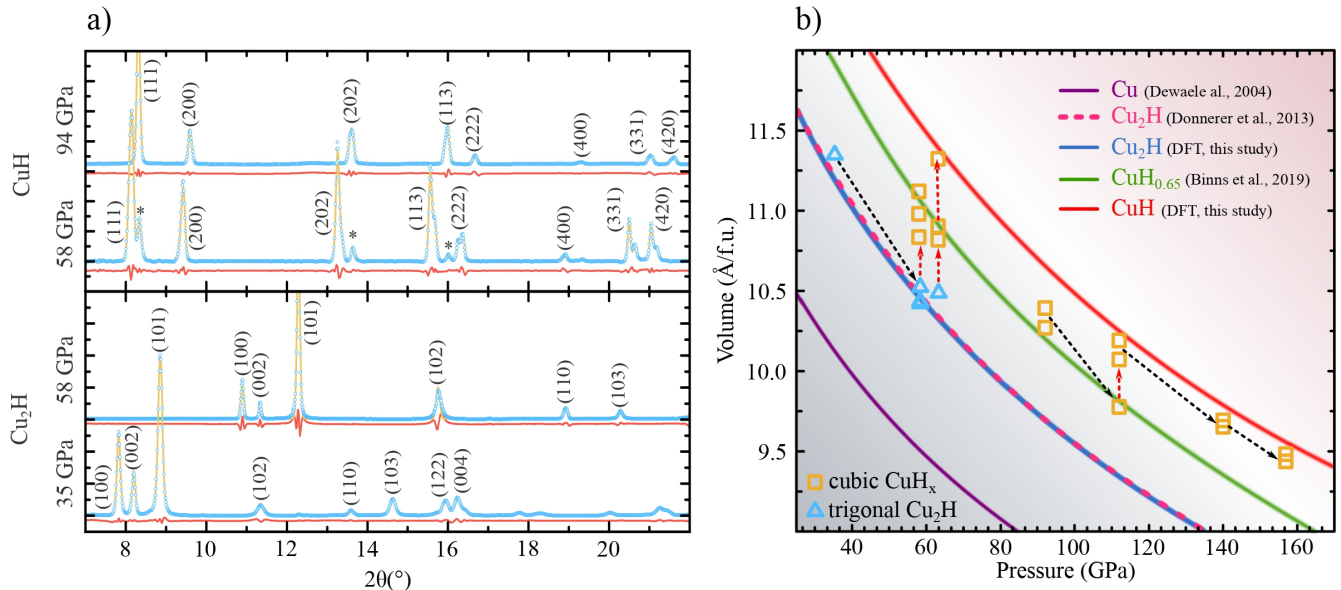 a)
CuH
94 GPa
(111)
(200)
(202)
(113)
(222)
(400)
(331)
(420)
58 GPa
(111)
*
(200)
(202)
*
(113)
*
(222)
(400)
(331)
(420)
Cu₂H
58 GPa
(101)
(100)
(002)
(101)
(102)
(110)
(103)
35 GPa
(100)
(002)
(102)
(110)
(103)
(122)
(004)
8 10 12 14 16 18 20
2θ(°)
b)
Volume (Å/f.u.)
11.5
11.0
10.5
10.0
9.5
Cu (Dewaele al., 2004)
Cu₂H (Donnerer et al., 2013)
Cu₂H (DFT, this study)
CuH₀.₆₅ (Binns et al., 2019)
CuH (DFT, this study)
cubic CuHₓ
trigonal Cu₂H
40 60 80 100 120 140 160
Pressure (GPa)